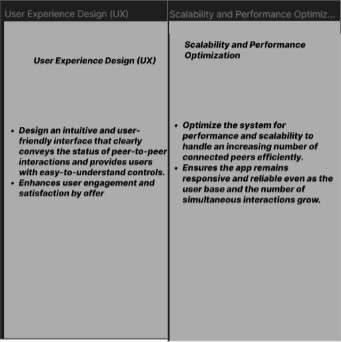 User Experience Design (UX)
Scalability and Performance Optimiz...
User Experience Design (UX)
• Design an intuitive and user-
friendly interface that clearly
conveys the status of peer-to-peer
interactions and provides users
with easy-to-understand controls.
• Enhances user engagement and
satisfaction by offer
Scalability and Performance
Optimization
• Optimize the system for
performance and scalability to
handle an increasing number of
connected peers efficiently.
• Ensures the app remains
responsive and reliable even as the
user base and the number of
simultaneous interactions grow.